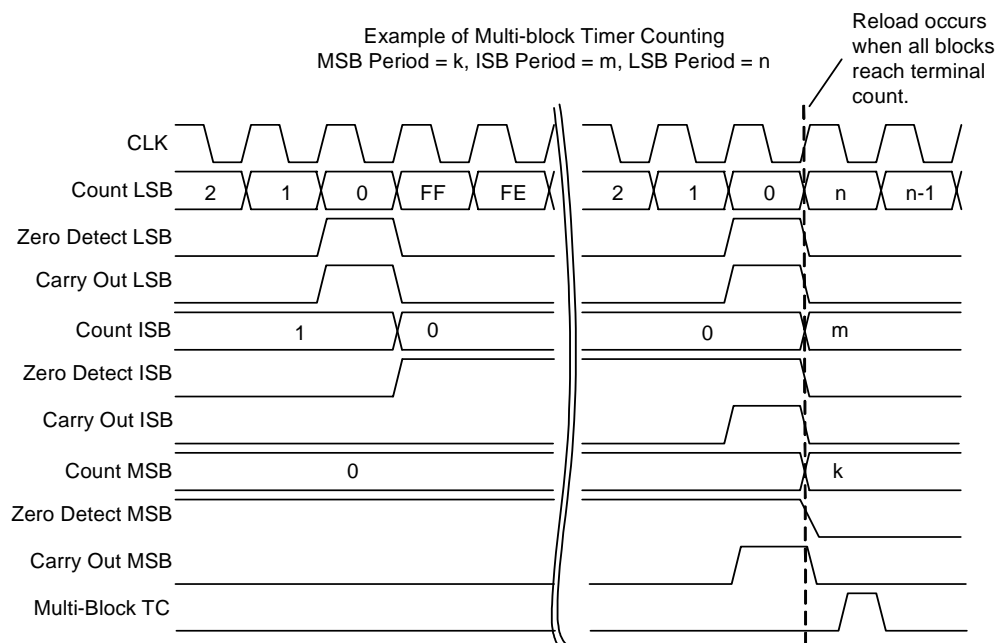 Example of Multi-block Timer Counting
MSB Period = k, ISB Period = m, LSB Period = n
Reload occurs
when all blocks
reach terminal
count.
CLK
Count LSB 2 1 0 FF FE 2 1 0 n n-1
Zero Detect LSB
Carry Out LSB
Count ISB 1 0 0 m
Zero Detect ISB
Carry Out ISB
Count MSB 0 k
Zero Detect MSB
Carry Out MSB
Multi-Block TC